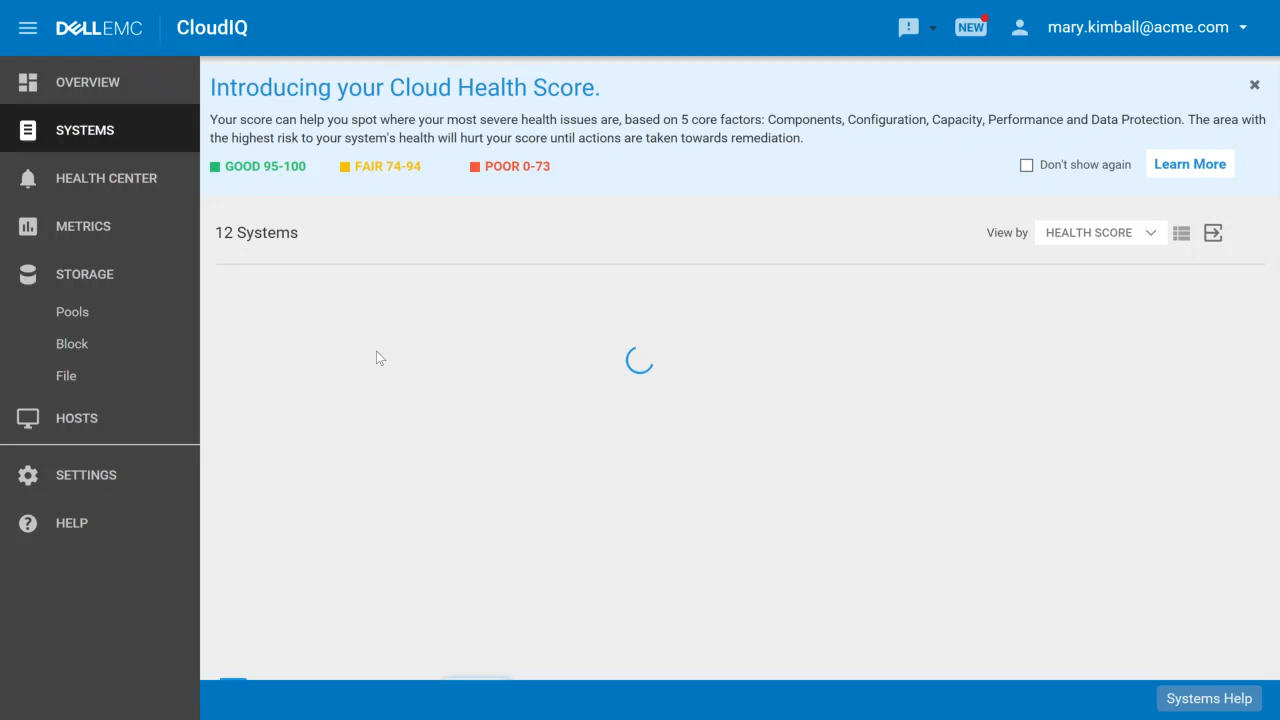 DELLEMC CloudIQ
NEW
mary.kimball@acme.com
OVERVIEW
SYSTEMS
HEALTH CENTER
METRICS
STORAGE
Pools
Block
File
HOSTS
SETTINGS
HELP
Introducing your Cloud Health Score.
Your score can help you spot where your most severe health issues are, based on 5 core factors: Components, Configuration, Capacity, Performance and Data Protection. The area with
the highest risk to your system's health will hurt your score until actions are taken towards remediation.
GOOD 95-100 FAIR 74-94 POOR 0-73
Don't show again Learn More
12 Systems
View by HEALTH SCORE
Systems Help